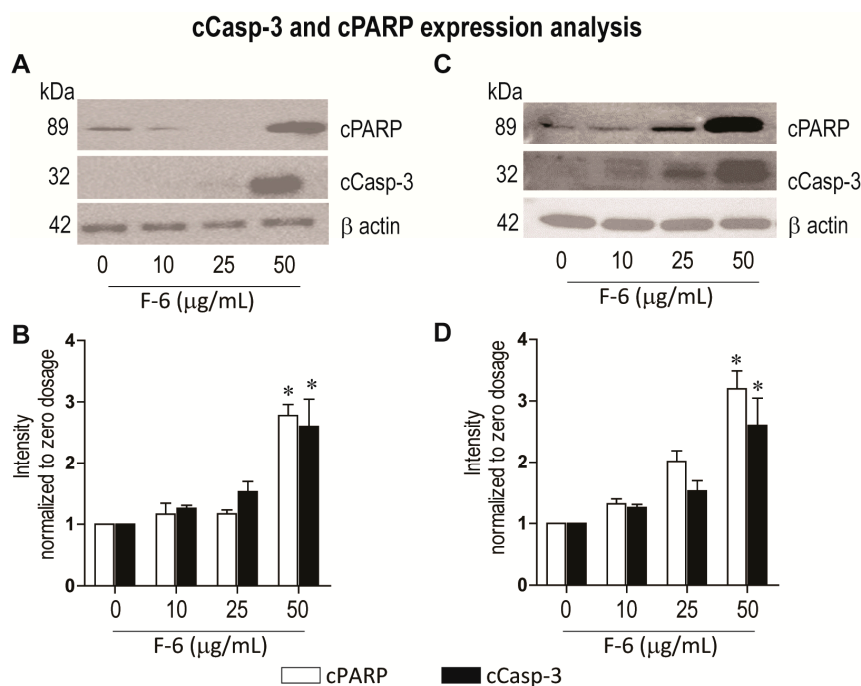 cCasp-3 and cPARP expression analysis
A
kDa
89
cPARP
32
cCasp-3
42
β actin
0 10 25 50
F-6 (μg/mL)
C
kDa
89
cPARP
32
cCasp-3
42
β actin
0 10 25 50
F-6 (μg/mL)
B
Intensity
normalized to zero dosage
4
3
2
1
0
* *
0 10 25 50
F-6 (μg/mL)
D
Intensity
normalized to zero dosage
4
3
2
1
0
* *
0 10 25 50
F-6 (μg/mL)
cPARP cCasp-3